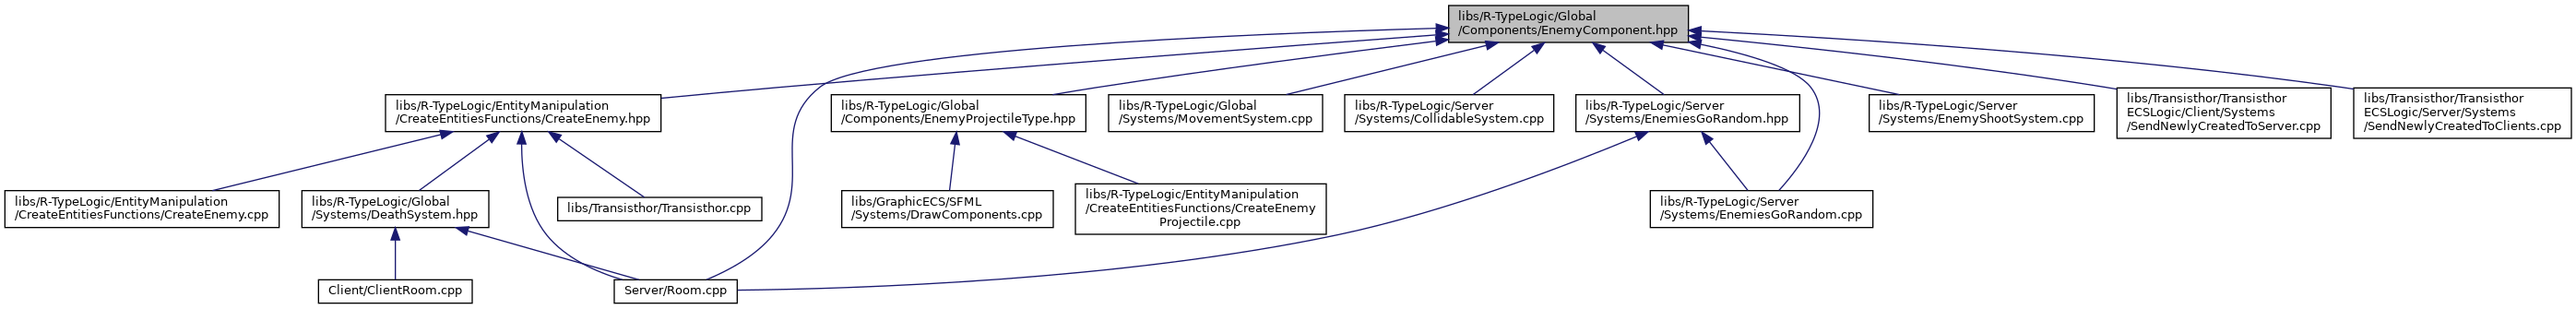 libs/R-TypeLogic/Global
/Components/EnemyComponent.hpp
libs/R-TypeLogic/EntityManipulation
/CreateEntitiesFunctions/CreateEnemy.hpp
libs/R-TypeLogic/Global
/Components/EnemyProjectileType.hpp
libs/R-TypeLogic/Global
/Systems/MovementSystem.cpp
libs/R-TypeLogic/Server
/Systems/CollidableSystem.cpp
libs/R-TypeLogic/Server
/Systems/EnemiesGoRandom.hpp
libs/R-TypeLogic/Server
/Systems/EnemyShootSystem.cpp
libs/Transisthor/Transisthor
ECSLogic/Client/Systems
/SendNewlyCreatedToServer.cpp
libs/Transisthor/Transisthor
ECSLogic/Server/Systems
/SendNewlyCreatedToClients.cpp
libs/R-TypeLogic/EntityManipulation
/CreateEntitiesFunctions/CreateEnemy.cpp
libs/R-TypeLogic/Global
/Systems/DeathSystem.hpp
libs/Transisthor/Transisthor.cpp
libs/GraphicECS/SFML
/Systems/DrawComponents.cpp
libs/R-TypeLogic/EntityManipulation
/CreateEntitiesFunctions/CreateEnemy
Projectile.cpp
libs/R-TypeLogic/Server
/Systems/EnemiesGoRandom.cpp
Client/ClientRoom.cpp
Server/Room.cpp